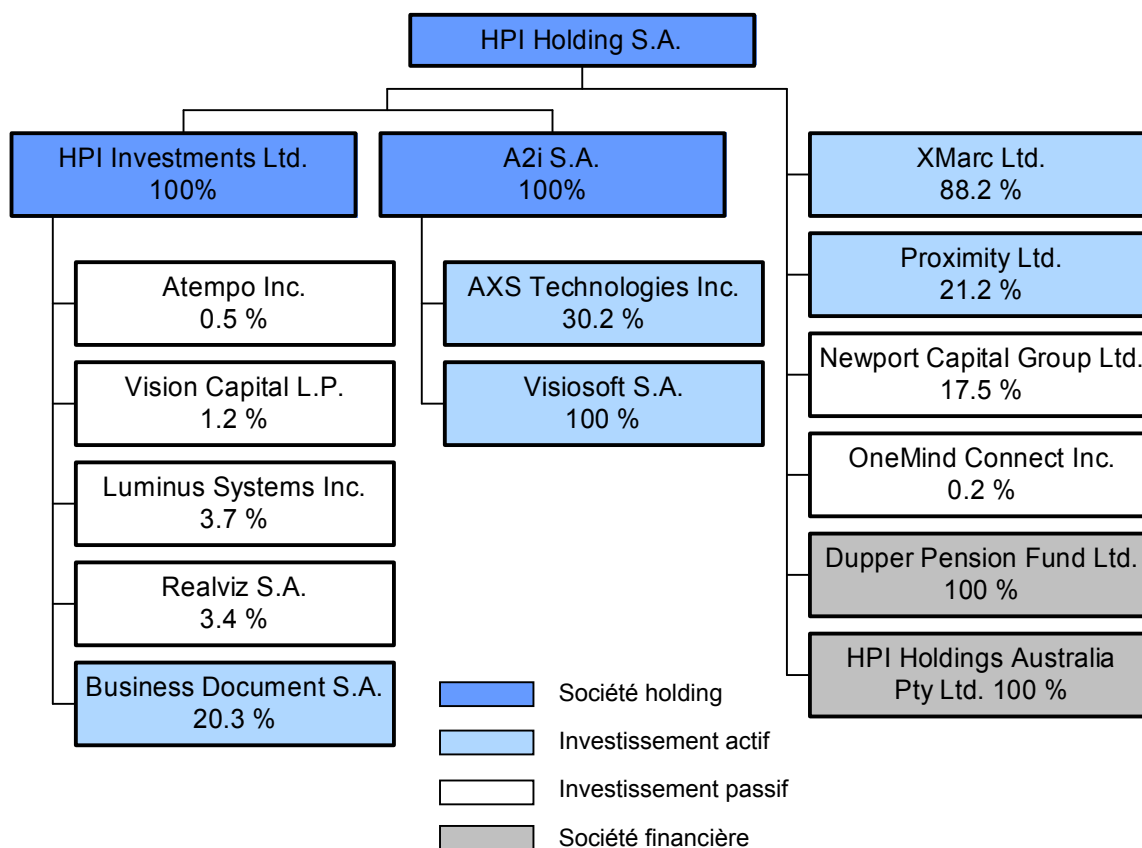 HPI Holding S.A.
HPI Investments Ltd.
100%
A2i S.A.
100%
XMarc Ltd.
88.2 %
Atempo Inc.
0.5 %
Vision Capital L.P.
1.2 %
Luminus Systems Inc.
3.7 %
Realviz S.A.
3.4 %
Business Document S.A.
20.3 %
AXS Technologies Inc.
30.2 %
Visiosoft S.A.
100 %
Proximity Ltd.
21.2 %
Newport Capital Group Ltd.
17.5 %
OneMind Connect Inc.
0.2 %
Dupper Pension Fund Ltd.
100 %
HPI Holdings Australia
Pty Ltd. 100 %
Société holding
Investissement actif
Investissement passif
Société financière